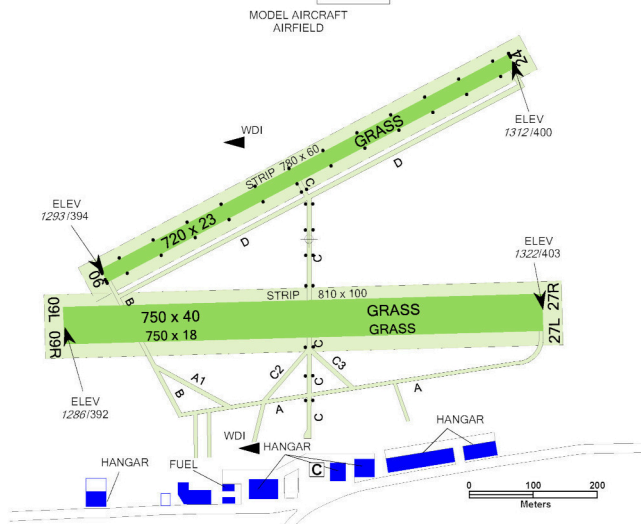 MODEL AIRCRAFT
AIRFIELD
24
WDI
ELEV
1312/400
GRASS
STRIP 780 x 60
C
D
ELEV
1293/394
720 x 23
D
ELEV
1322/403
C
06
B
STRIP 810 x 100
09L
27R
750 x 40
GRASS
09R
750 x 18
GRASS
27L
C
C2
C3
A1
C
B
A
A
ELEV
1286/392
C
WDI
HANGAR
HANGAR
FUEL
HANGAR
C
0 100 200
Meters